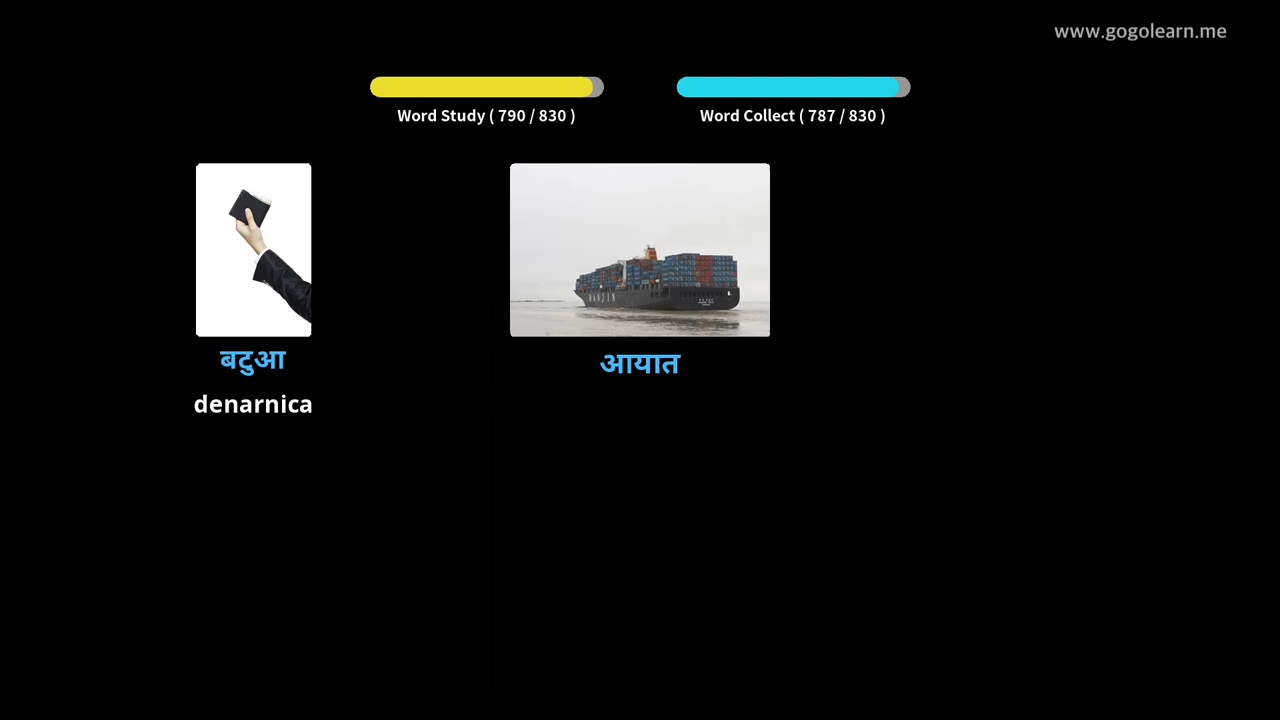 www.gogolearn.me
Word Study ( 790 / 830 )
Word Collect ( 787 / 830 )
बटुआ
आयात
denarnica